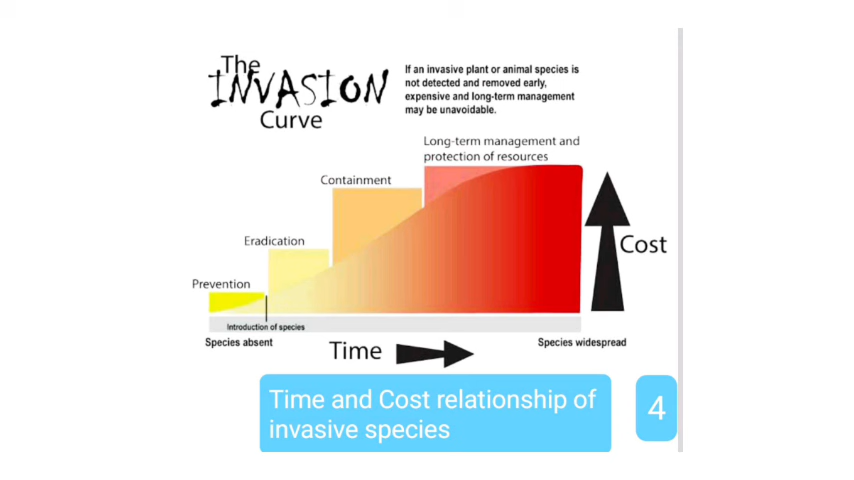 The
INVASION
Curve
If an invasive plant or animal species is
not detected and removed early,
expensive and long-term management
may be unavoidable.
Long-term management and
protection of resources
Containment
Eradication
Prevention
Cost
Introduction of species
Species absent
Time
Species widespread
Time and Cost relationship of
invasive species
4